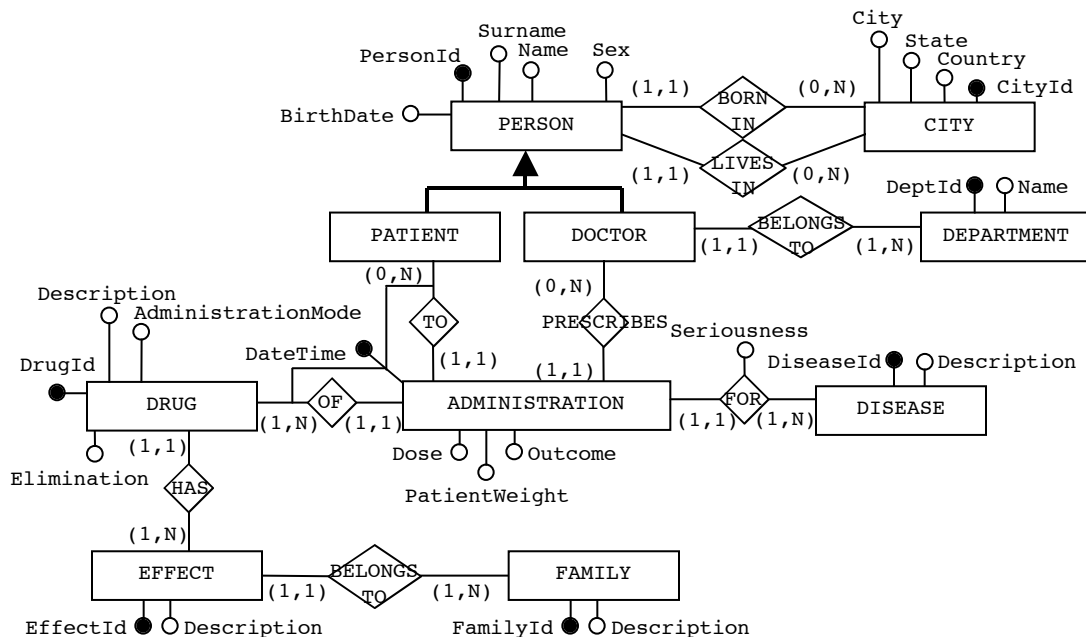 City
Surname
State
PersonId
Name
Sex
Country
(1,1)
BORN
IN
(0,N)
CityId
BirthDate
PERSON
CITY
(1,1)
LIVES
IN
(0,N)
DeptId
Name
PATIENT
DOCTOR
(1,1)
BELONGS
TO
(1,N)
DEPARTMENT
(0,N)
(0,N)
Description
AdministrationMode
TO
PRESCRIBES
Seriousness
DateTime
(1,1)
(1,1)
DiseaseId
Description
DrugId
DRUG
(1,N)
OF
(1,1)
ADMINISTRATION
(1,1)
FOR
(1,N)
DISEASE
(1,1)
Elimination
Dose
Outcome
PatientWeight
HAS
(1,N)
EFFECT
(1,1)
BELONGS
TO
(1,N)
FAMILY
EffectId
Description
FamilyId
Description